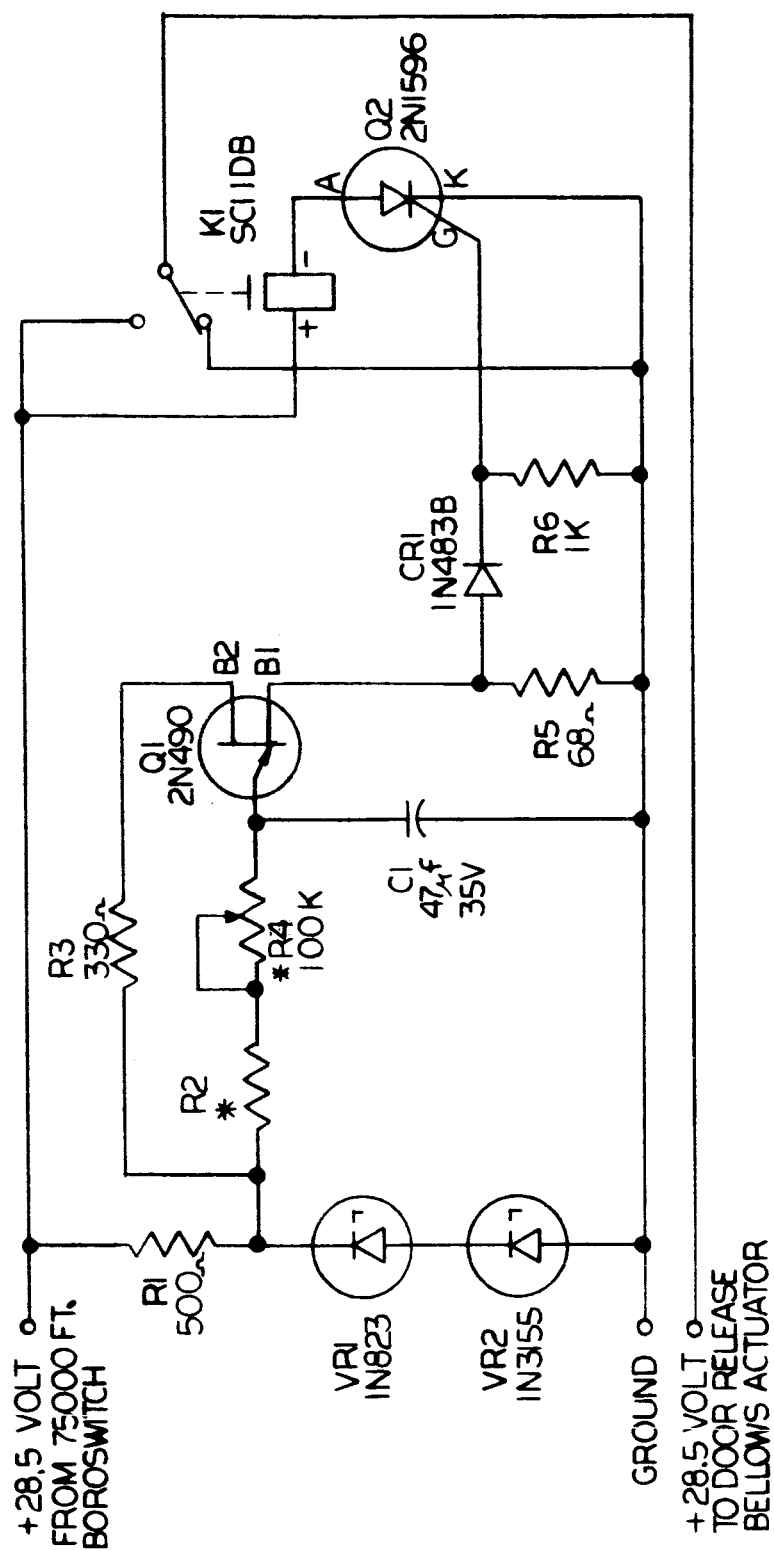 +28.5 VOLT
FROM 75000 FT.
BOROSWITCH
R1
500Ω
VR1
1N823
VR2
1N3155
GROUND
+28.5 VOLT
TO DOOR RELEASE
BELLOWS ACTUATOR
R2
*
R3
330Ω
*R4
100K
C1
47μf
35V
Q1
2N490
B2
B1
R5
68Ω
CR1
1N483B
R6
1K
K1
SC11DB
+
-
A
G
K
Q2
2N1596